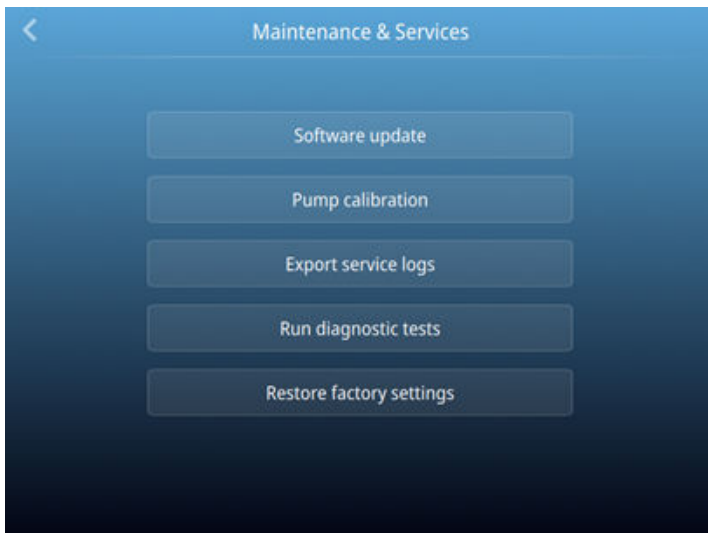 Maintenance & Services
Software update
Pump calibration
Export service logs
Run diagnostic tests
Restore factory settings